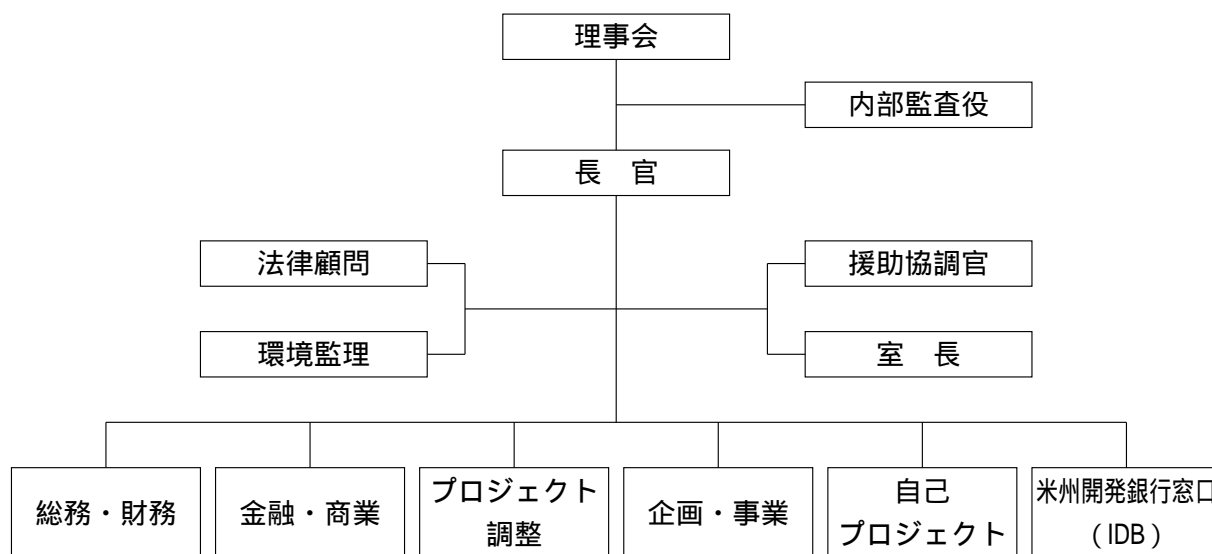 理事会
内部監査役
長　官
法律顧問
援助協調官
環境監理
室　長
総務・財務
金融・商業
プロジェクト
調整
企画・事業
自己
プロジェクト
米州開発銀行窓口
（IDB）